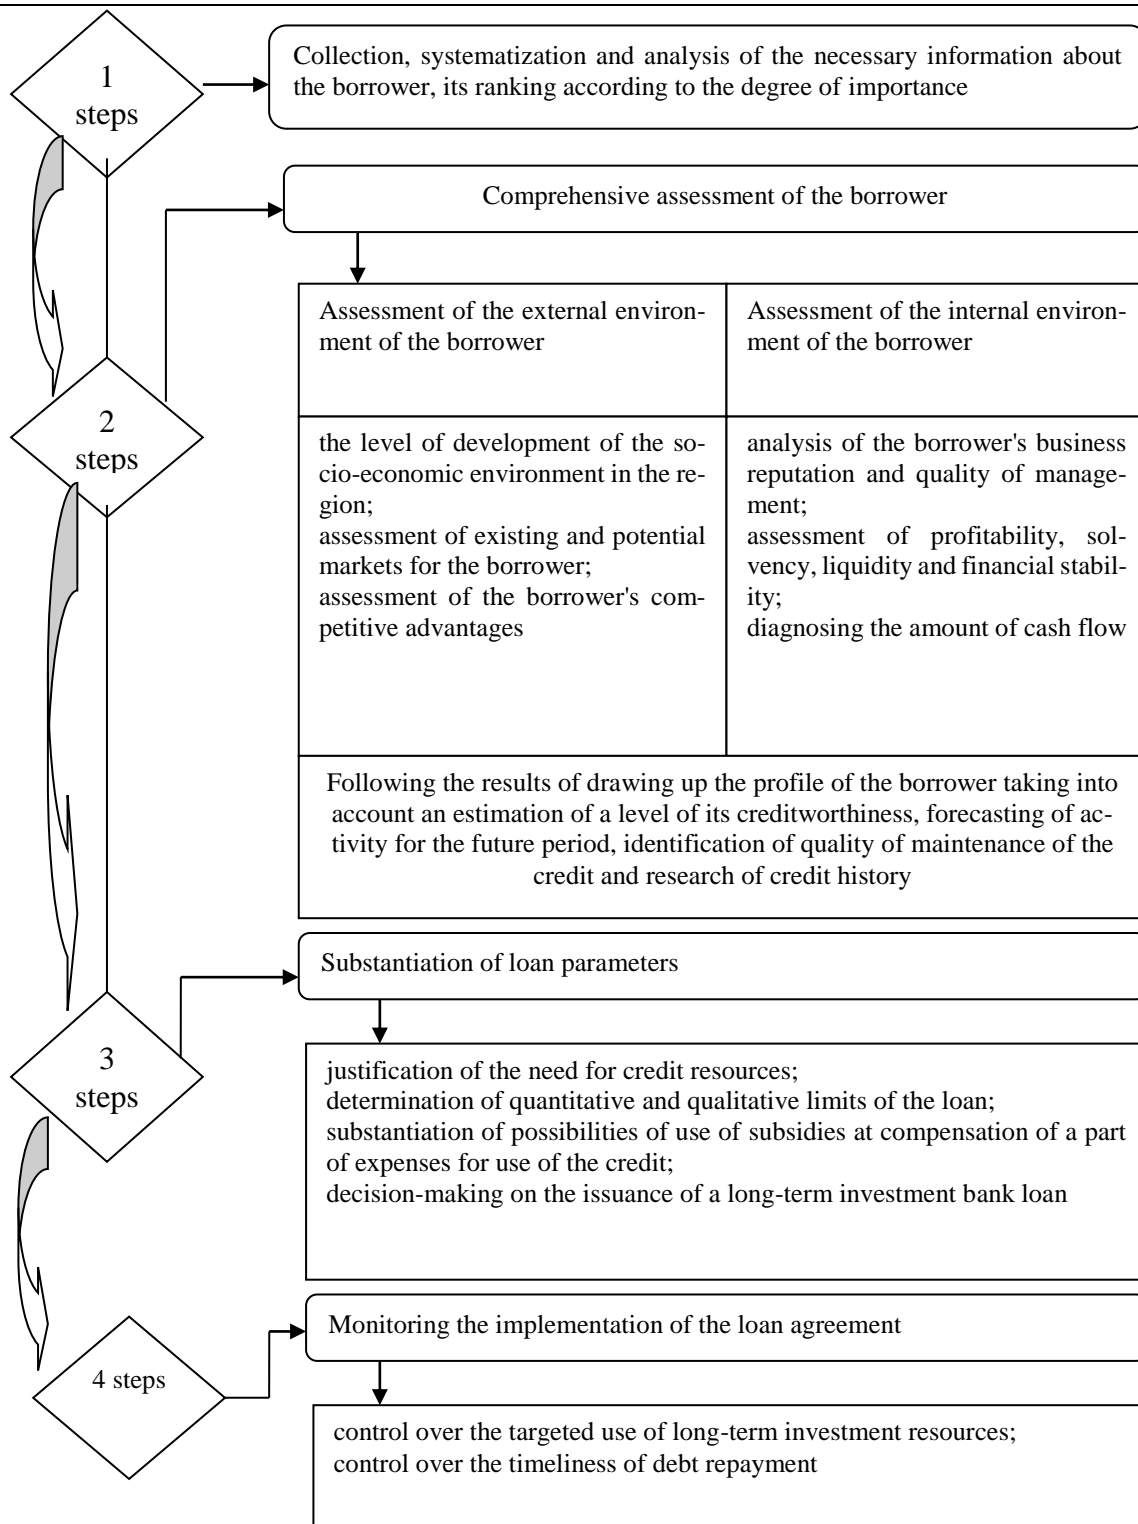 1
steps
Collection, systematization and analysis of the necessary information about
the borrower, its ranking according to the degree of importance
Comprehensive assessment of the borrower
2
steps
Assessment of the external environ-
ment of the borrower
Assessment of the internal environ-
ment of the borrower
the level of development of the so-
cio-economic environment in the re-
gion;
assessment of existing and potential
markets for the borrower;
assessment of the borrower's com-
petitive advantages
analysis of the borrower's business
reputation and quality of manage-
ment;
assessment of profitability, sol-
vency, liquidity and financial stabil-
ity;
diagnosing the amount of cash flow
Following the results of drawing up the profile of the borrower taking into
account an estimation of a level of its creditworthiness, forecasting of ac-
tivity for the future period, identification of quality of maintenance of the
credit and research of credit history
3
steps
Substantiation of loan parameters
justification of the need for credit resources;
determination of quantitative and qualitative limits of the loan;
substantiation of possibilities of use of subsidies at compensation of a part
of expenses for use of the credit;
decision-making on the issuance of a long-term investment bank loan
4 steps
Monitoring the implementation of the loan agreement
control over the targeted use of long-term investment resources;
control over the timeliness of debt repayment